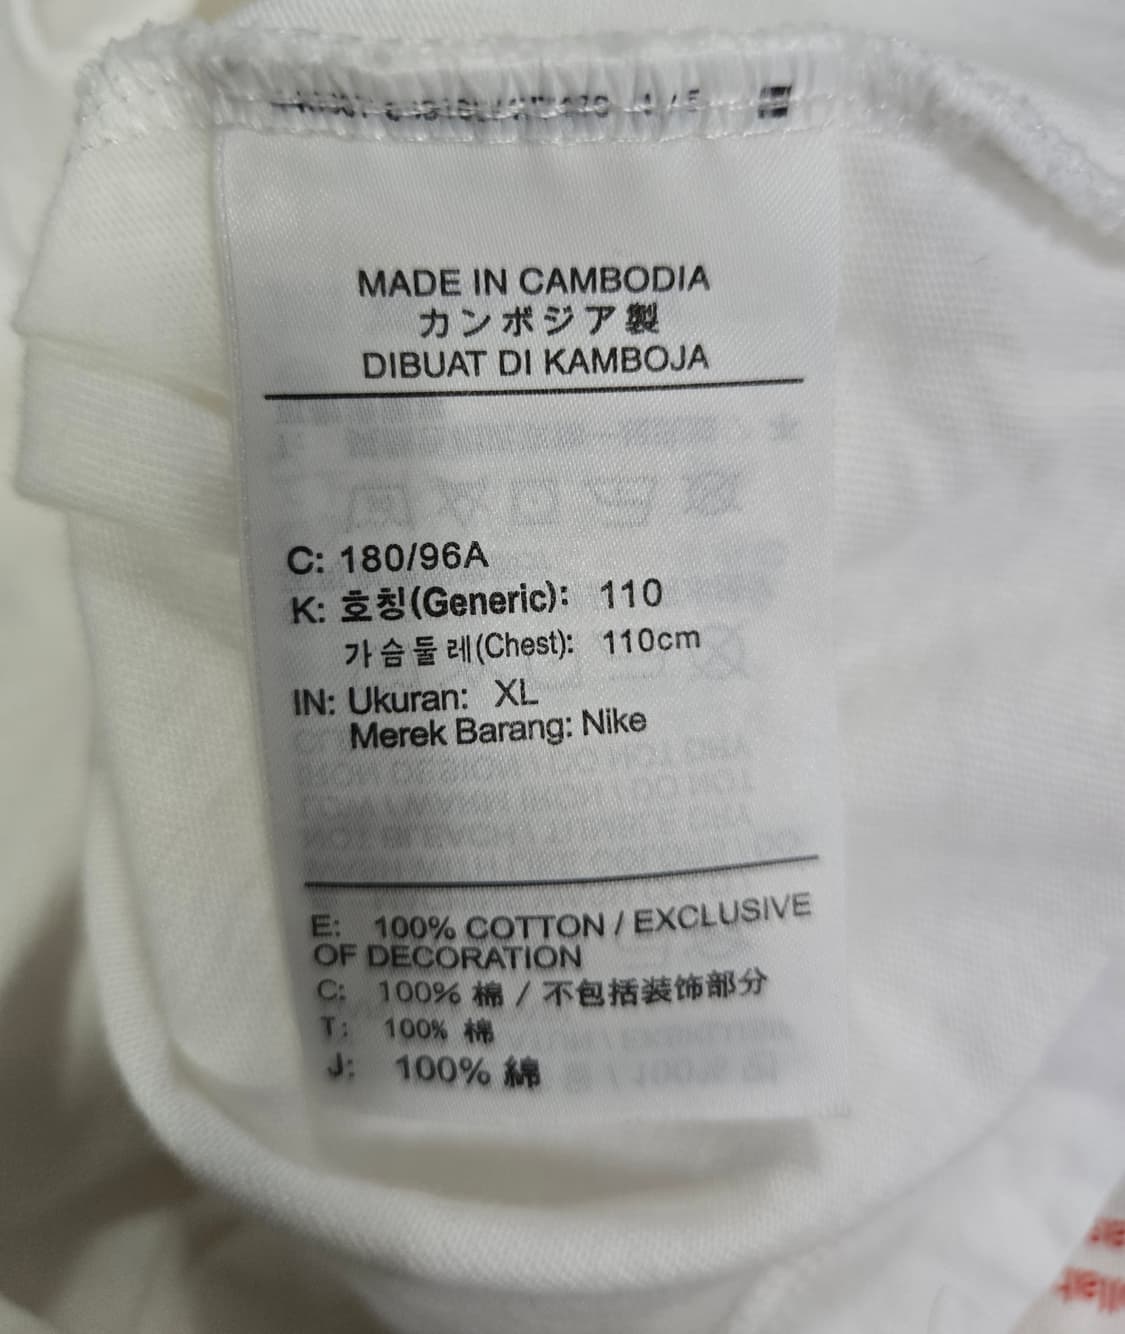 MADE IN CAMBODIA
カンボジア製
DIBUAT DI KAMBOJA
C: 180/96A
K: 호칭(Generic): 110
가슴둘레(Chest): 110cm
IN: Ukuran: XL
Merek Barang: Nike
E: 100% COTTON / EXCLUSIVE
OF DECORATION
C: 100% 棉 / 不包括装饰部分
T: 100% 棉
J: 100% 綿